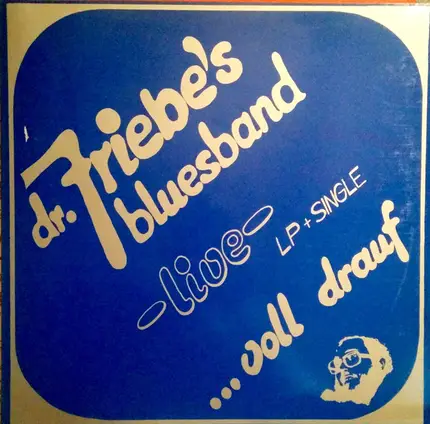 dr. Friebe's
bluesband
-live-
LP + SINGLE
...voll drauf